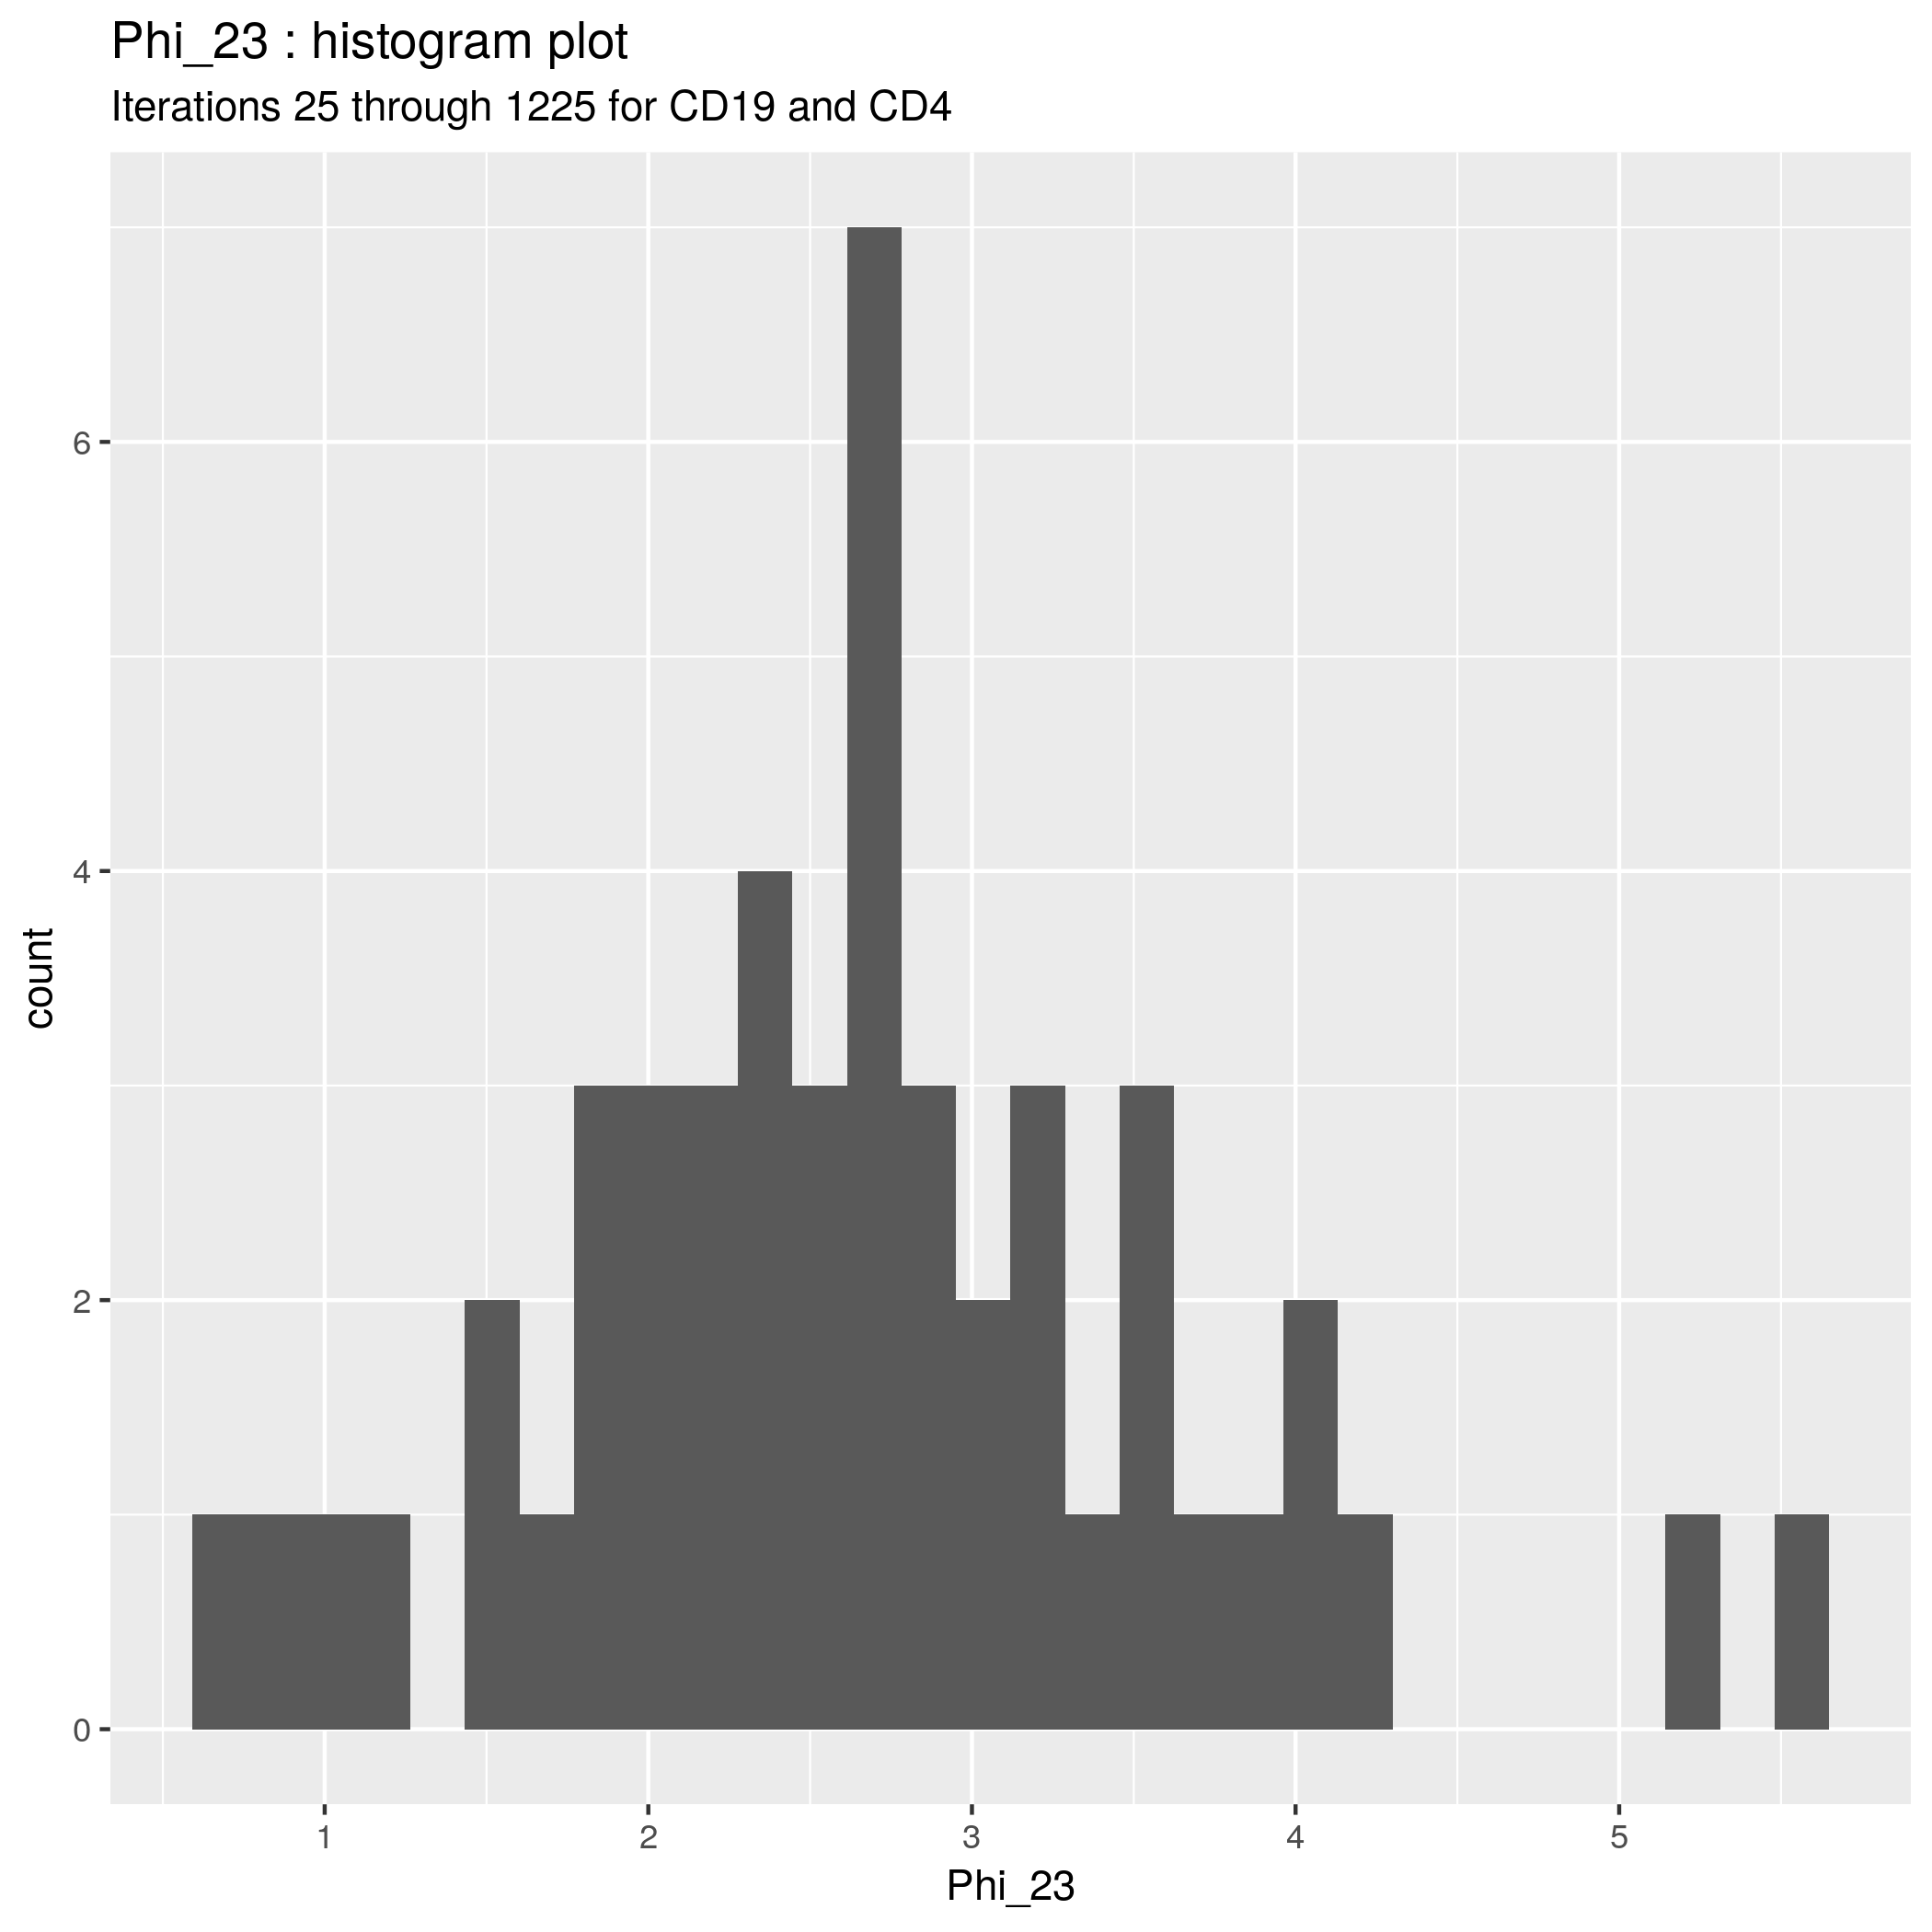 Phi_23 : histogram plot
Iterations 25 through 1225 for CD19 and CD4
count
6
4
2
0
1 2 3 4 5
Phi_23